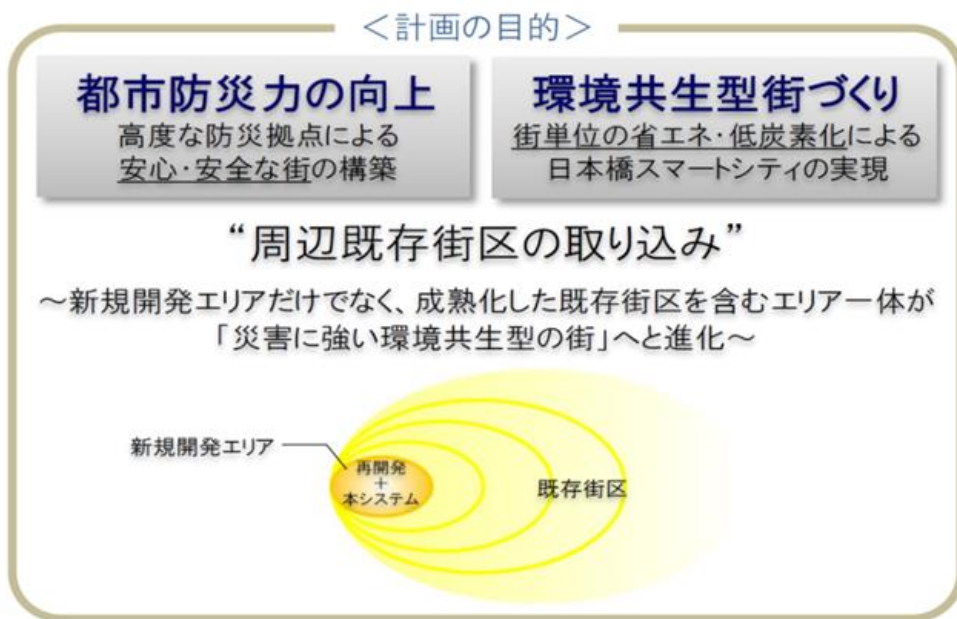 ＜計画の目的＞
都市防災力の向上
高度な防災拠点による
安心・安全な街の構築
環境共生型街づくり
街単位の省エネ・低炭素化による
日本橋スマートシティの実現
“周辺既存街区の取り込み”
～新規開発エリアだけでなく、成熟化した既存街区を含むエリア一体が
「災害に強い環境共生型の街」へと進化～
新規開発エリア
再開発
＋
本システム
既存街区